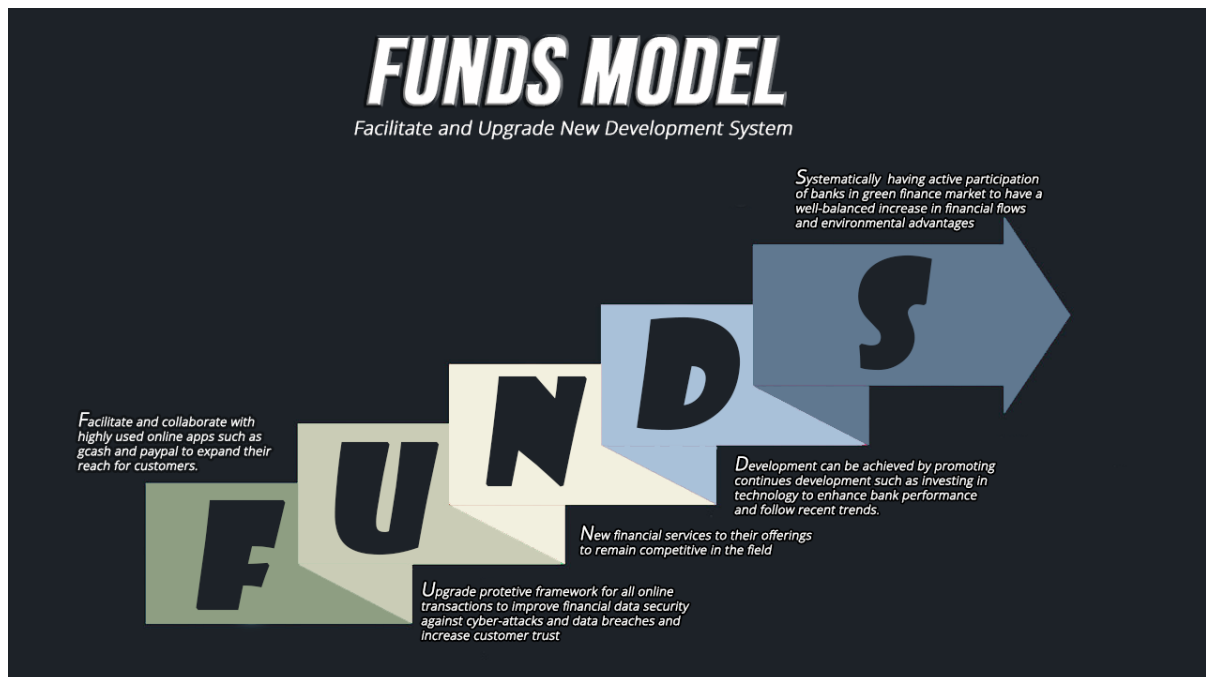 FUNDS MODEL
Facilitate and Upgrade New Development System
Systematically having active participation
of banks in green finance market to have a
well-balanced increase in financial flows
and environmental advantages
S
D
N
U
F
Facilitate and collaborate with
highly used online apps such as
gcash and paypal to expand their
reach for customers.
Development can be achieved by promoting
continues development such as investing in
technology to enhance bank performance
and follow recent trends.
New financial services to their offerings
to remain competitive in the field
Upgrade protetive framework for all online
transactions to improve financial data security
against cyber-attacks and data breaches and
increase customer trust